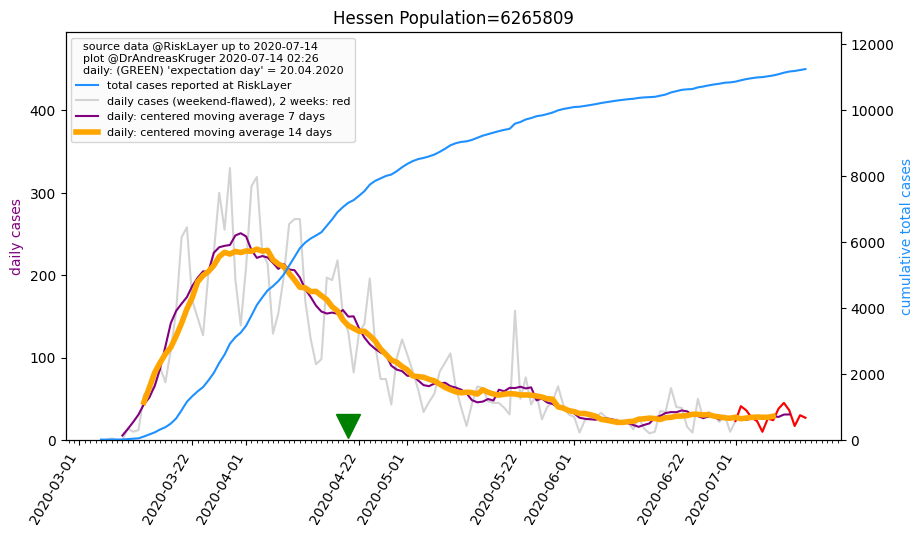 Hessen Population=6265809
source data @RiskLayer up to 2020-07-14
plot @DrAndreasKruger 2020-07-14 02:26
daily: (GREEN) 'expectation day' = 20.04.2020
total cases reported at RiskLayer
daily cases (weekend-flawed), 2 weeks: red
daily: centered moving average 7 days
daily: centered moving average 14 days
daily cases
400
300
200
100
0
cumulative total cases
12000
10000
8000
6000
4000
2000
0
2020-03-01
2020-03-22
2020-04-01
2020-04-22
2020-05-01
2020-05-22
2020-06-01
2020-06-22
2020-07-01